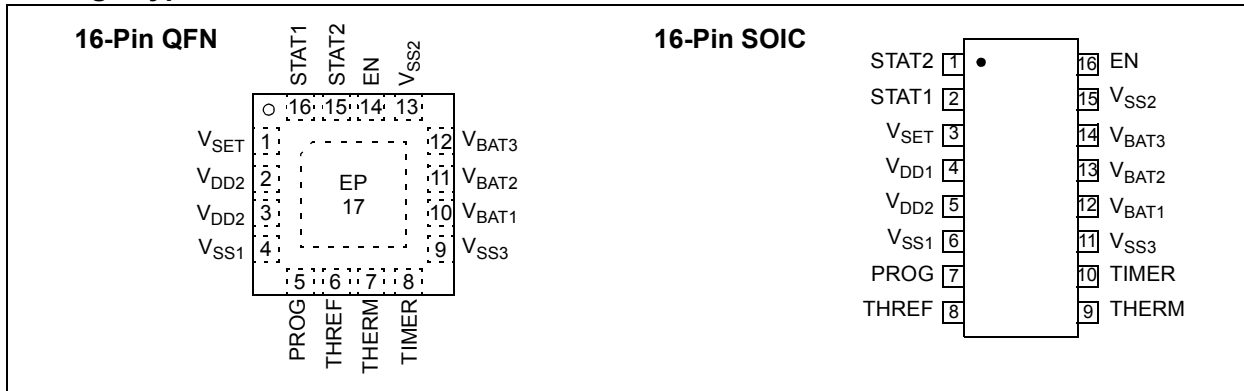 16-Pin QFN
STAT1
STAT2
EN
VSS2
16 15 14 13
VSET 1
VDD2 2
VDD2 3
VSS1 4
EP
17
12 VBAT3
11 VBAT2
10 VBAT1
9 VSS3
5 6 7 8
PROG
THREF
THERM
TIMER
16-Pin SOIC
STAT2 1
STAT1 2
VSET 3
VDD1 4
VDD2 5
VSS1 6
PROG 7
THREF 8
16 EN
15 VSS2
14 VBAT3
13 VBAT2
12 VBAT1
11 VSS3
10 TIMER
9 THERM